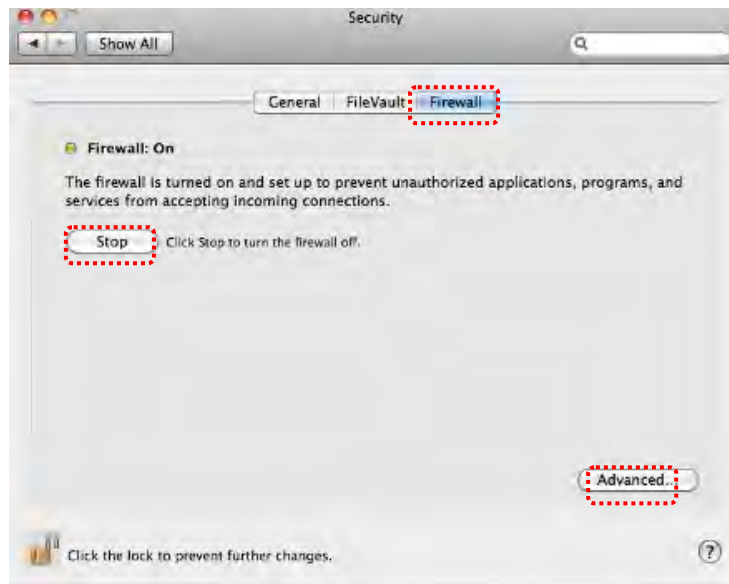 Security
Show All
General FileVault Firewall
Firewall: On
The firewall is turned on and set up to prevent unauthorized applications, programs, and
services from accepting incoming connections.
Stop Click Stop to turn the firewall off.
Advanced...
Click the lock to prevent further changes.
?